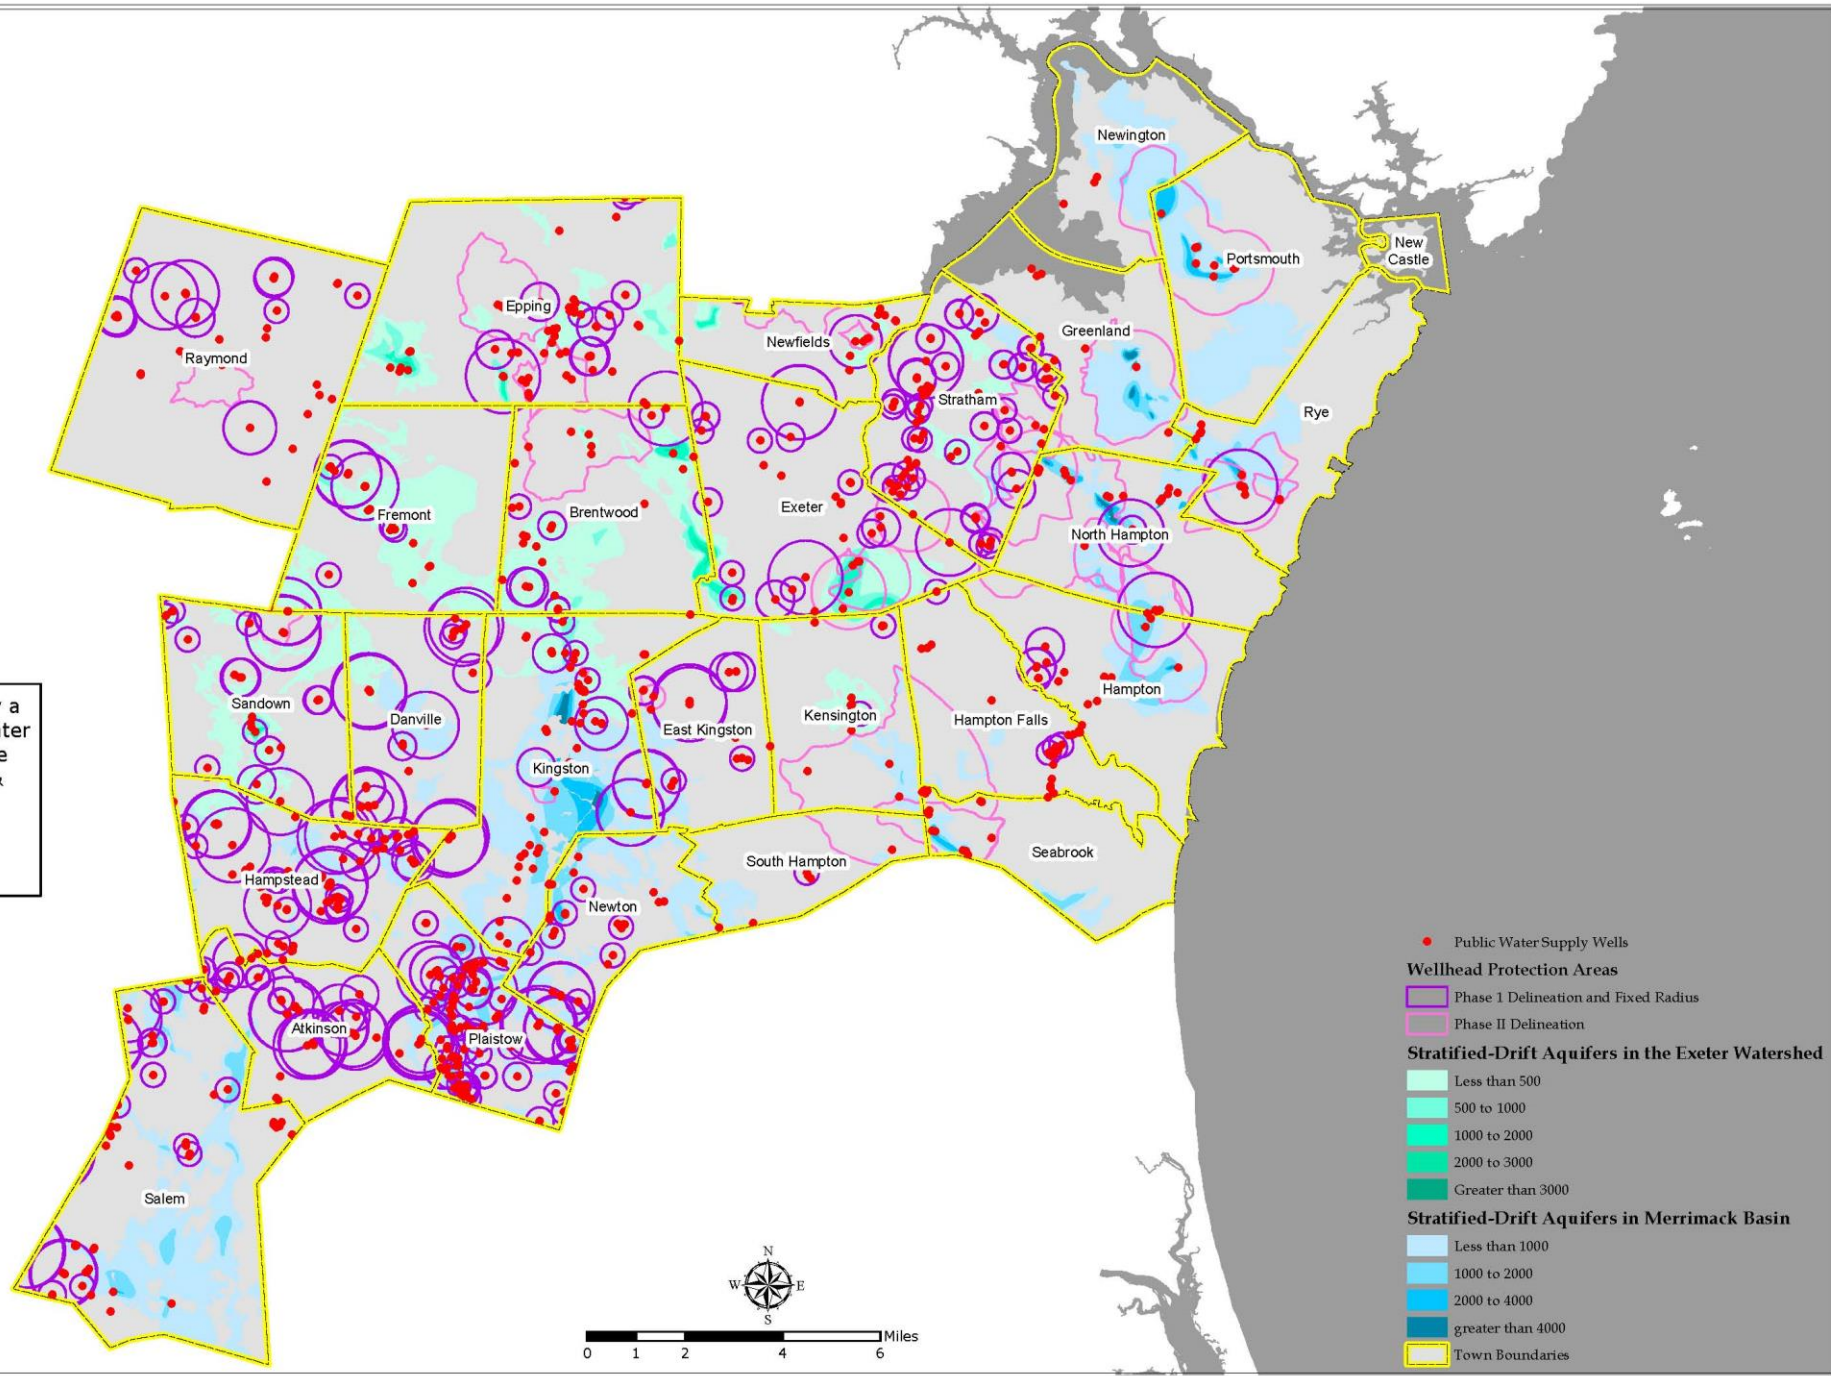 Newington
Portsmouth
New
Castle
Epping
Greenland
Newfields
Raymond
Stratham
Rye
Exeter
Brentwood
Fremont
North Hampton
a
ter
e
&
Sandown
Danville
Hampton
Kensington
Hampton Falls
East Kingston
Kingston
Seabrook
South Hampton
Hampstead
Newton
Atkinson
Plaistow
Salem
N
W E
S
Miles
0 1 2 4 6
Public Water Supply Wells
Wellhead Protection Areas
Phase 1 Delineation and Fixed Radius
Phase II Delineation
Stratified-Drift Aquifers in the Exeter Watershed
Less than 500
500 to 1000
1000 to 2000
2000 to 3000
Greater than 3000
Stratified-Drift Aquifers in Merrimack Basin
Less than 1000
1000 to 2000
2000 to 4000
greater than 4000
Town Boundaries